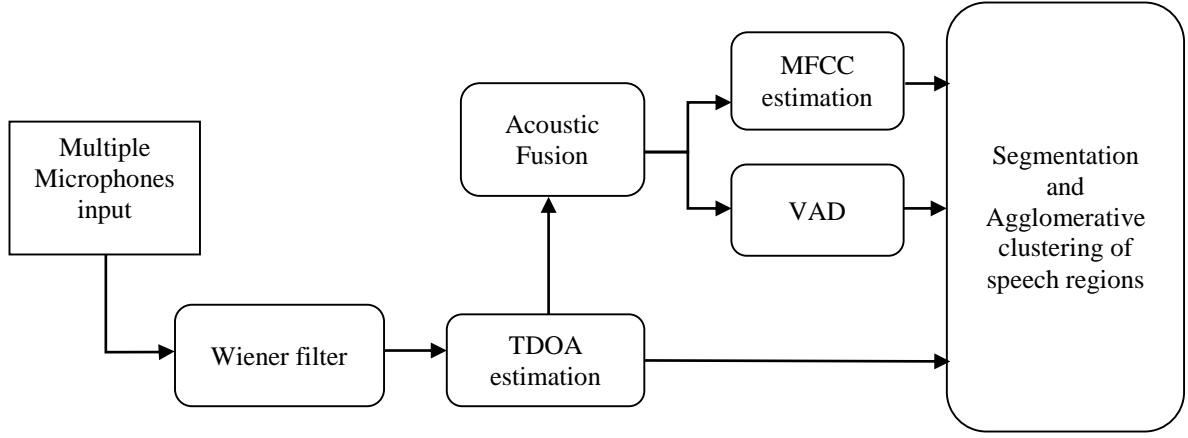 Multiple
Microphones
input
Wiener filter
TDOA
estimation
Acoustic
Fusion
MFCC
estimation
VAD
Segmentation
and
Agglomerative
clustering of
speech regions